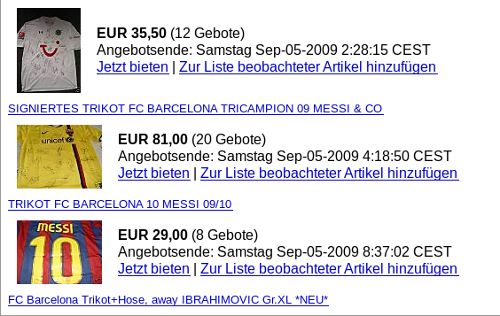 EUR 35,50 (12 Gebote)
Angebotsende: Samstag Sep-05-2009 2:28:15 CEST
Jetzt bieten | Zur Liste beobachteter Artikel hinzufügen
SIGNIERTES TRIKOT FC BARCELONA TRICAMPION 09 MESSI & CO
unicef
EUR 81,00 (20 Gebote)
Angebotsende: Samstag Sep-05-2009 4:18:50 CEST
Jetzt bieten | Zur Liste beobachteter Artikel hinzufügen
TRIKOT FC BARCELONA 10 MESSI 09/10
MESSI
10
EUR 29,00 (8 Gebote)
Angebotsende: Samstag Sep-05-2009 8:37:02 CEST
Jetzt bieten | Zur Liste beobachteter Artikel hinzufügen
FC Barcelona Trikot+Hose, away IBRAHIMOVIC Gr.XL *NEU*